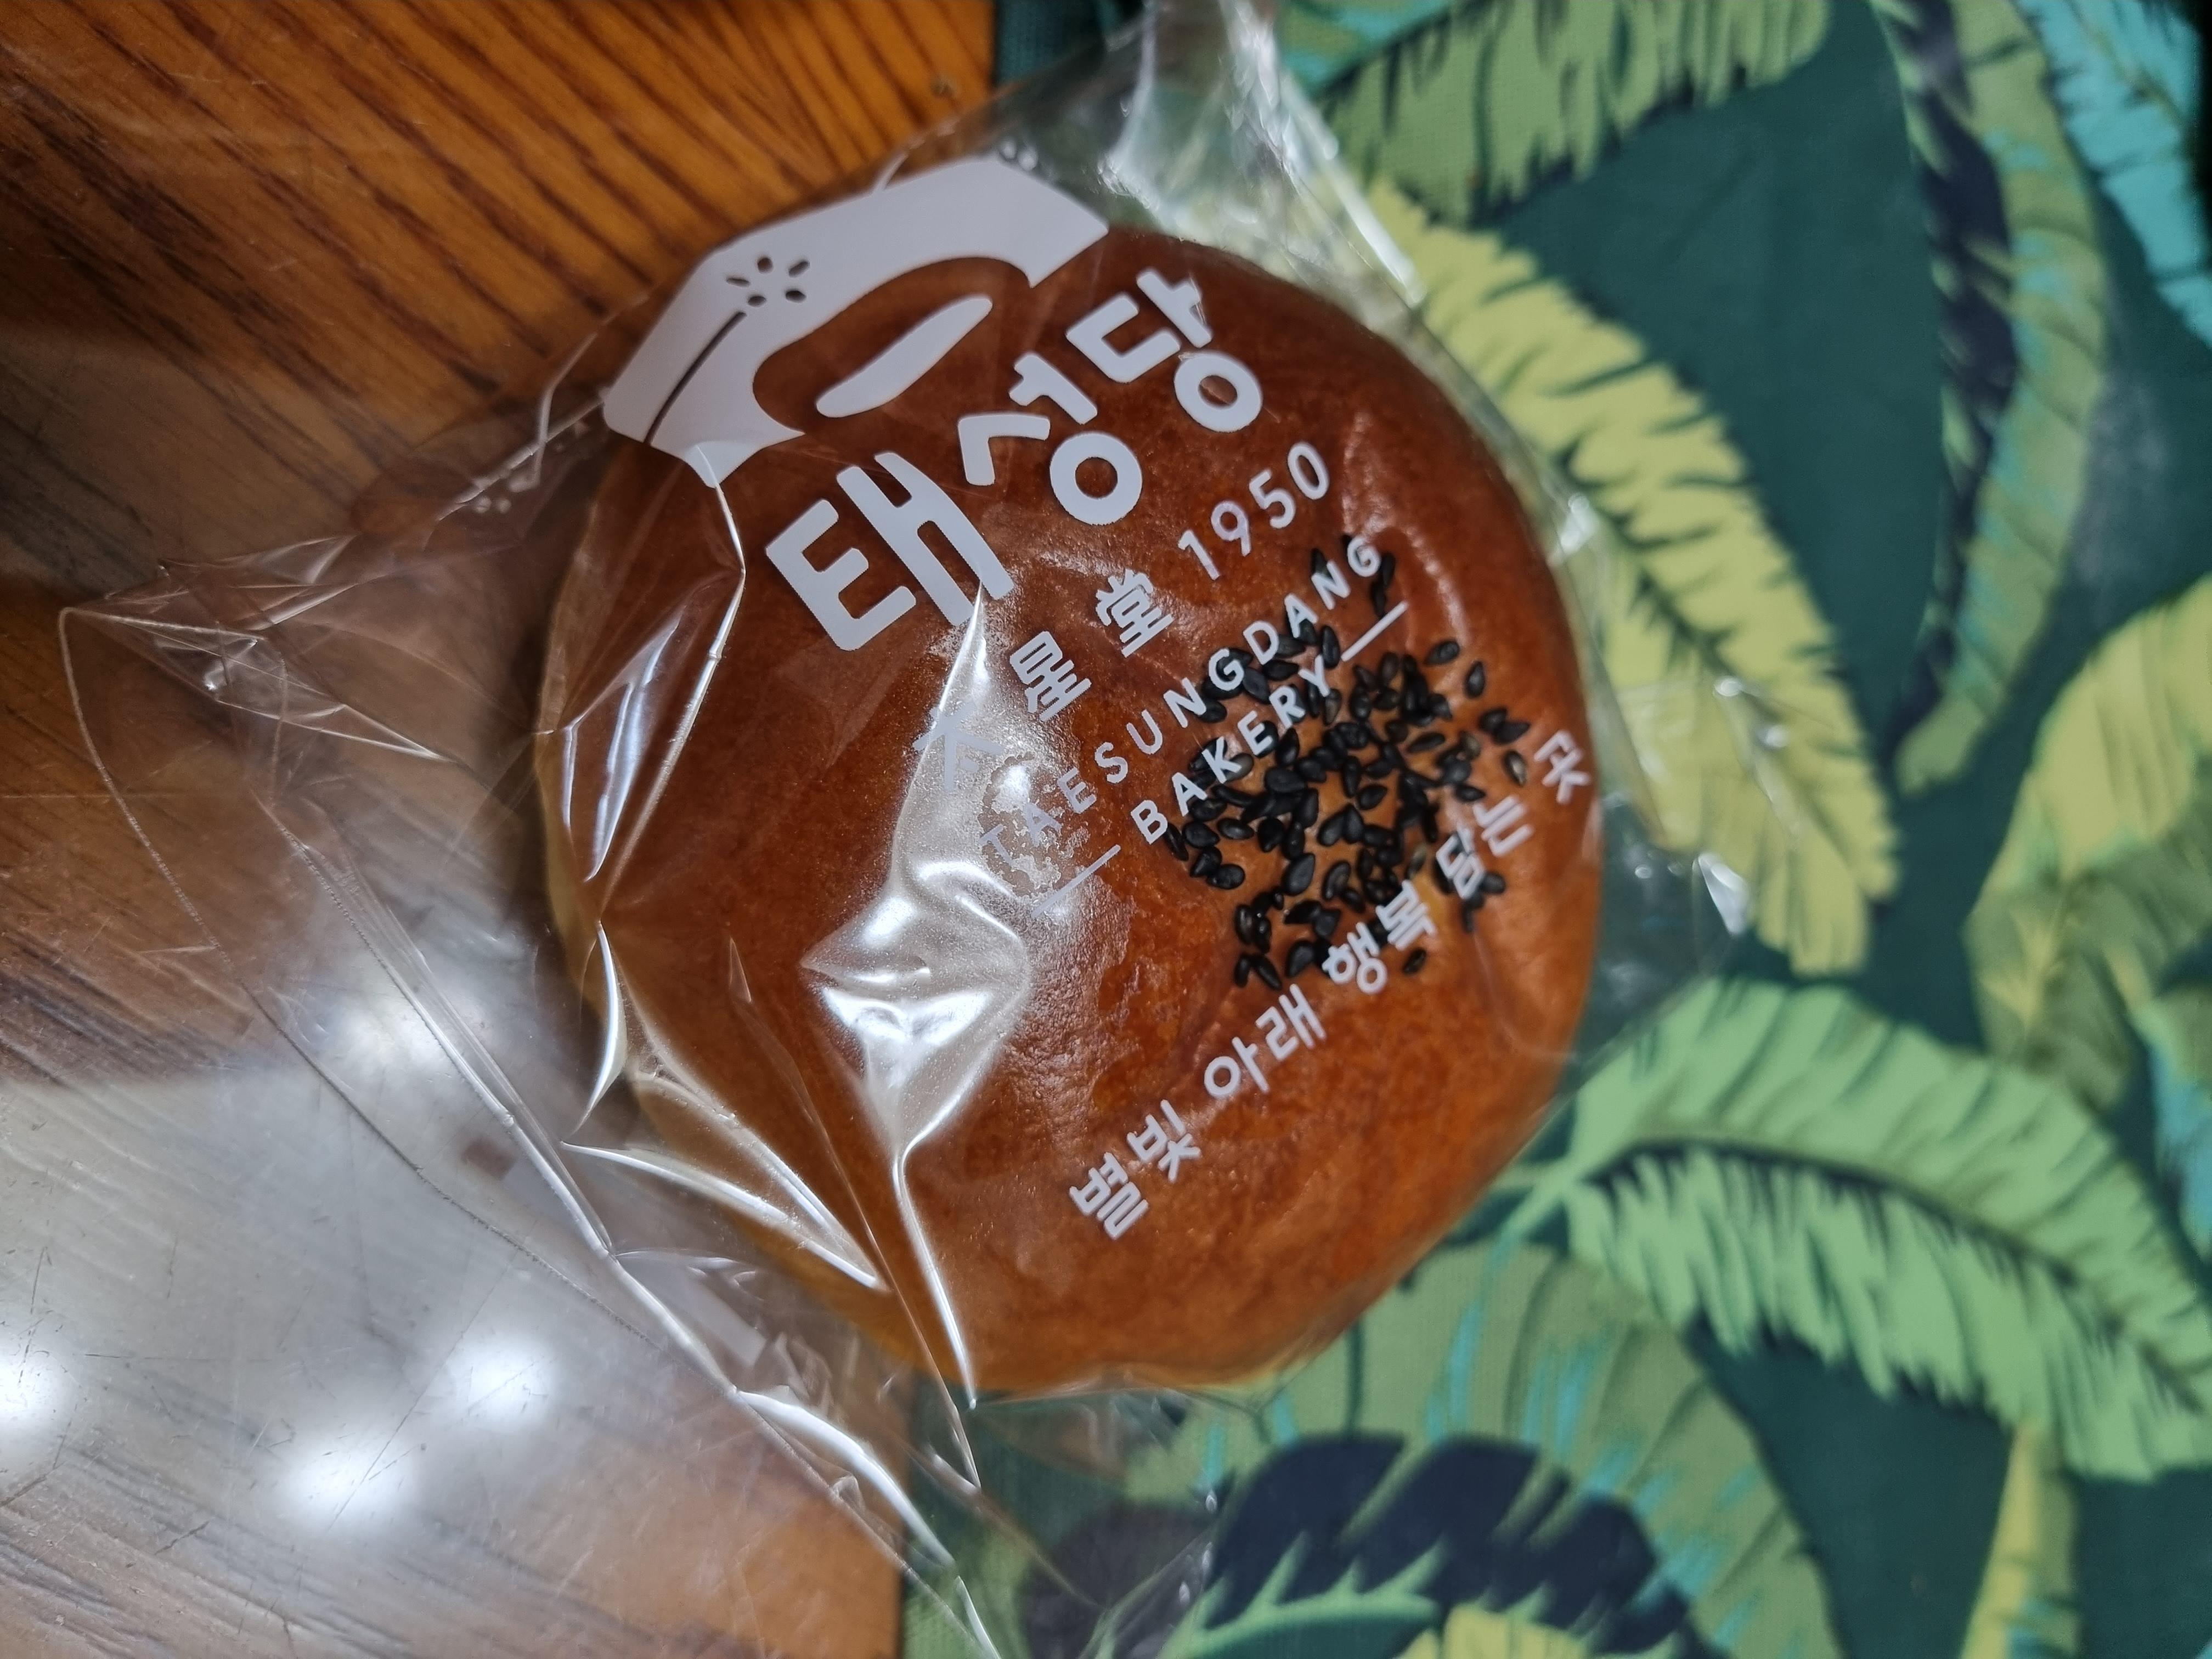 태성당
太星堂 1950
TAESUNGDANG
BAKERY
별빛 아래 행복 담는 곳